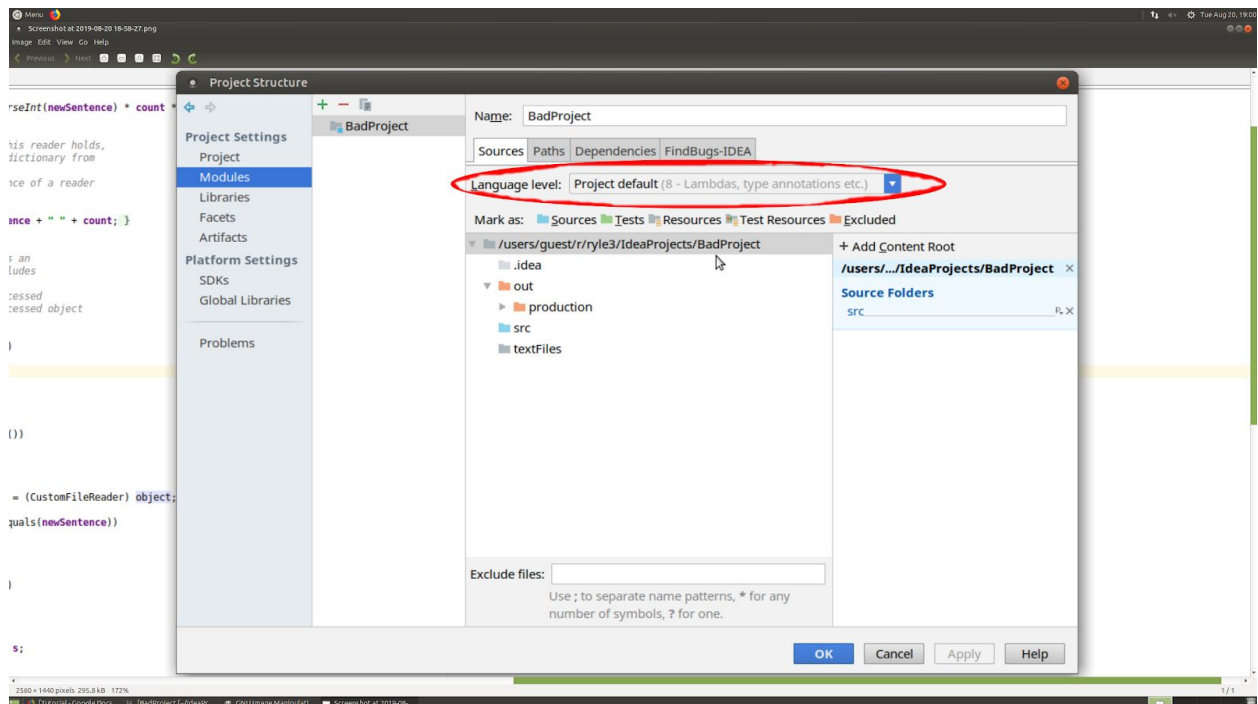 Menu
Tue Aug 20, 19:00
Screenshot at 2019-08-20 18-58-27.png
Image Edit View Go Help
Previous Next
Project Structure
rseInt(newSentence) * count *
his reader holds,
dictionary from
nce of a reader
ence + " " + count; }
s an
ludes
cessed
cessed object
)
())
= (CustomFileReader) object;
quals(newSentence))
)
s;
Project Settings
Project
Modules
Libraries
Facets
Artifacts
Platform Settings
SDKs
Global Libraries
Problems
BadProject
Name: BadProject
Sources Paths Dependencies FindBugs-IDEA
Language level: Project default (8 - Lambdas, type annotations etc.)
Mark as: Sources Tests Resources Test Resources Excluded
/users/guest/r/ryle3/IdeaProjects/BadProject
.idea
out
production
src
textFiles
+ Add Content Root
/users/.../IdeaProjects/BadProject
Source Folders
src
Exclude files:
Use ; to separate name patterns, * for any
number of symbols, ? for one.
OK Cancel Apply Help
2560 × 1440 pixels 295.8 kB 172%
1/1